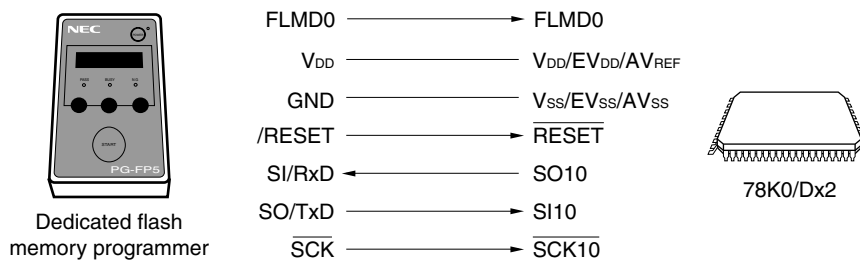 NEC
POWER
PASS BUSY N.G
START
PG-FP5
Dedicated flash
memory programmer
FLMD0 FLMD0
VDD VDD/EVDD/AVREF
GND VSS/EVSS/AVSS
/RESET RESET
SI/RxD SO10
SO/TxD SI10
SCK SCK10
78K0/Dx2